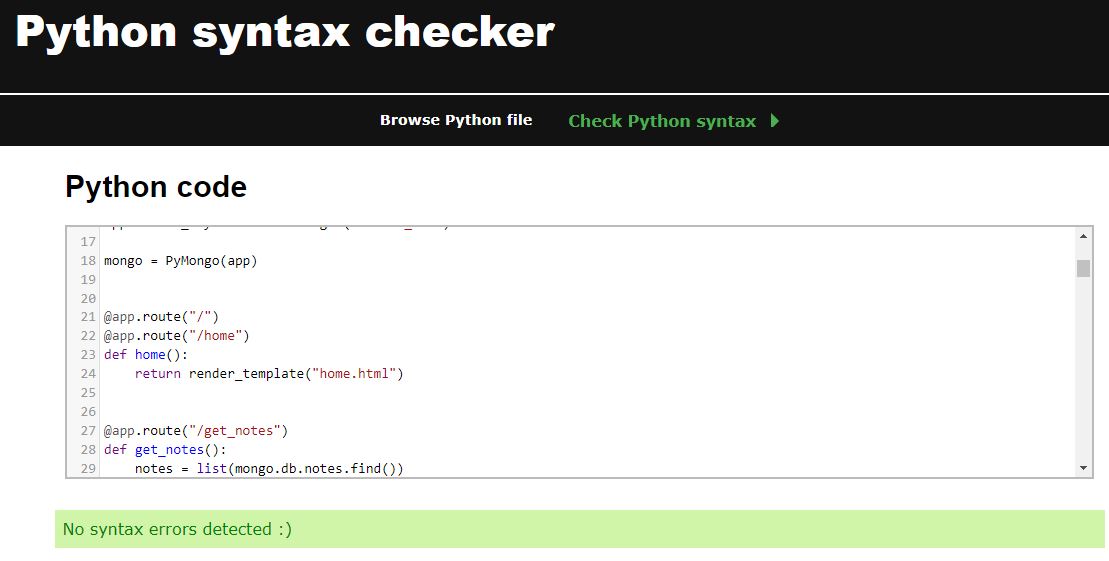 Python syntax checker
Browse Python file
Check Python syntax
Python code
17
18 mongo = PyMongo(app)
19
20
21 @app.route("/")
22 @app.route("/home")
23 def home():
24     return render_template("home.html")
25
26
27 @app.route("/get_notes")
28 def get_notes():
29     notes = list(mongo.db.notes.find())
No syntax errors detected :)